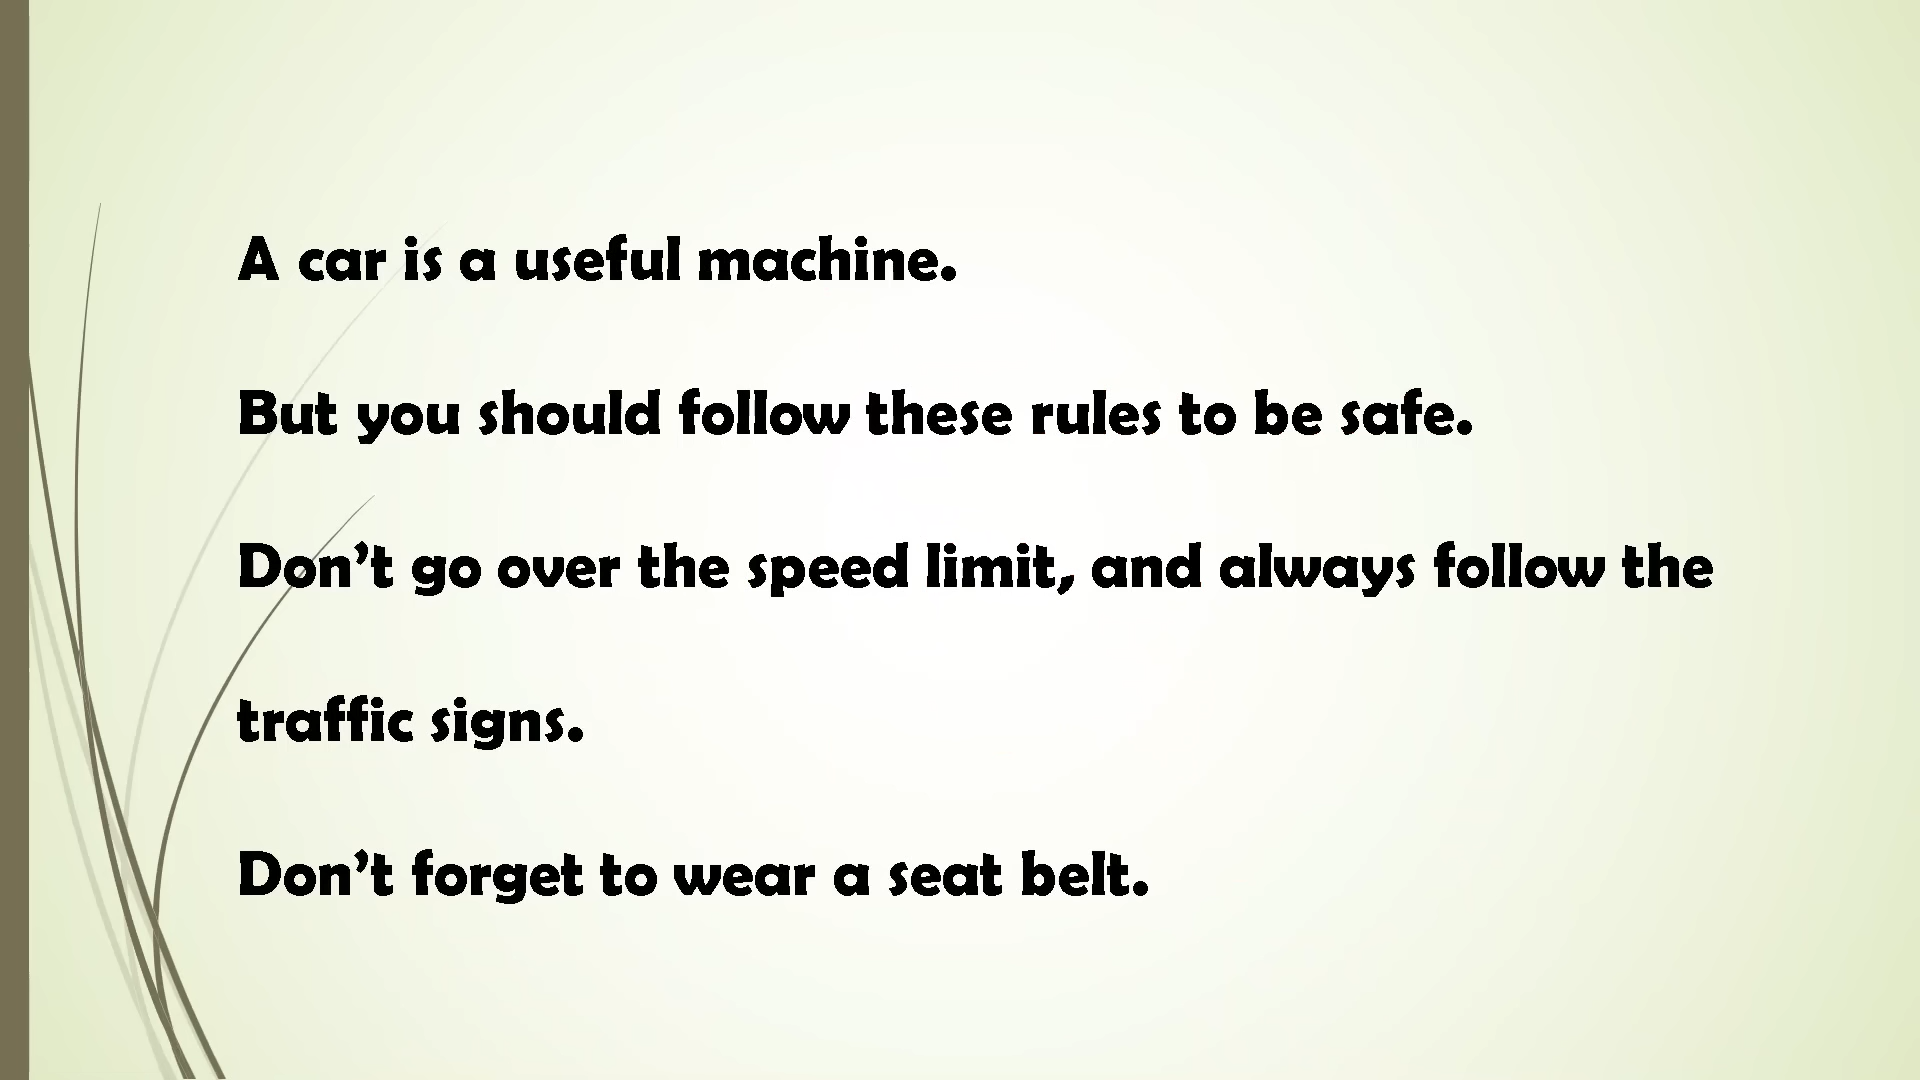 A car is a useful machine.
But you should follow these rules to be safe.
Don’t go over the speed limit, and always follow the
traffic signs.
Don’t forget to wear a seat belt.